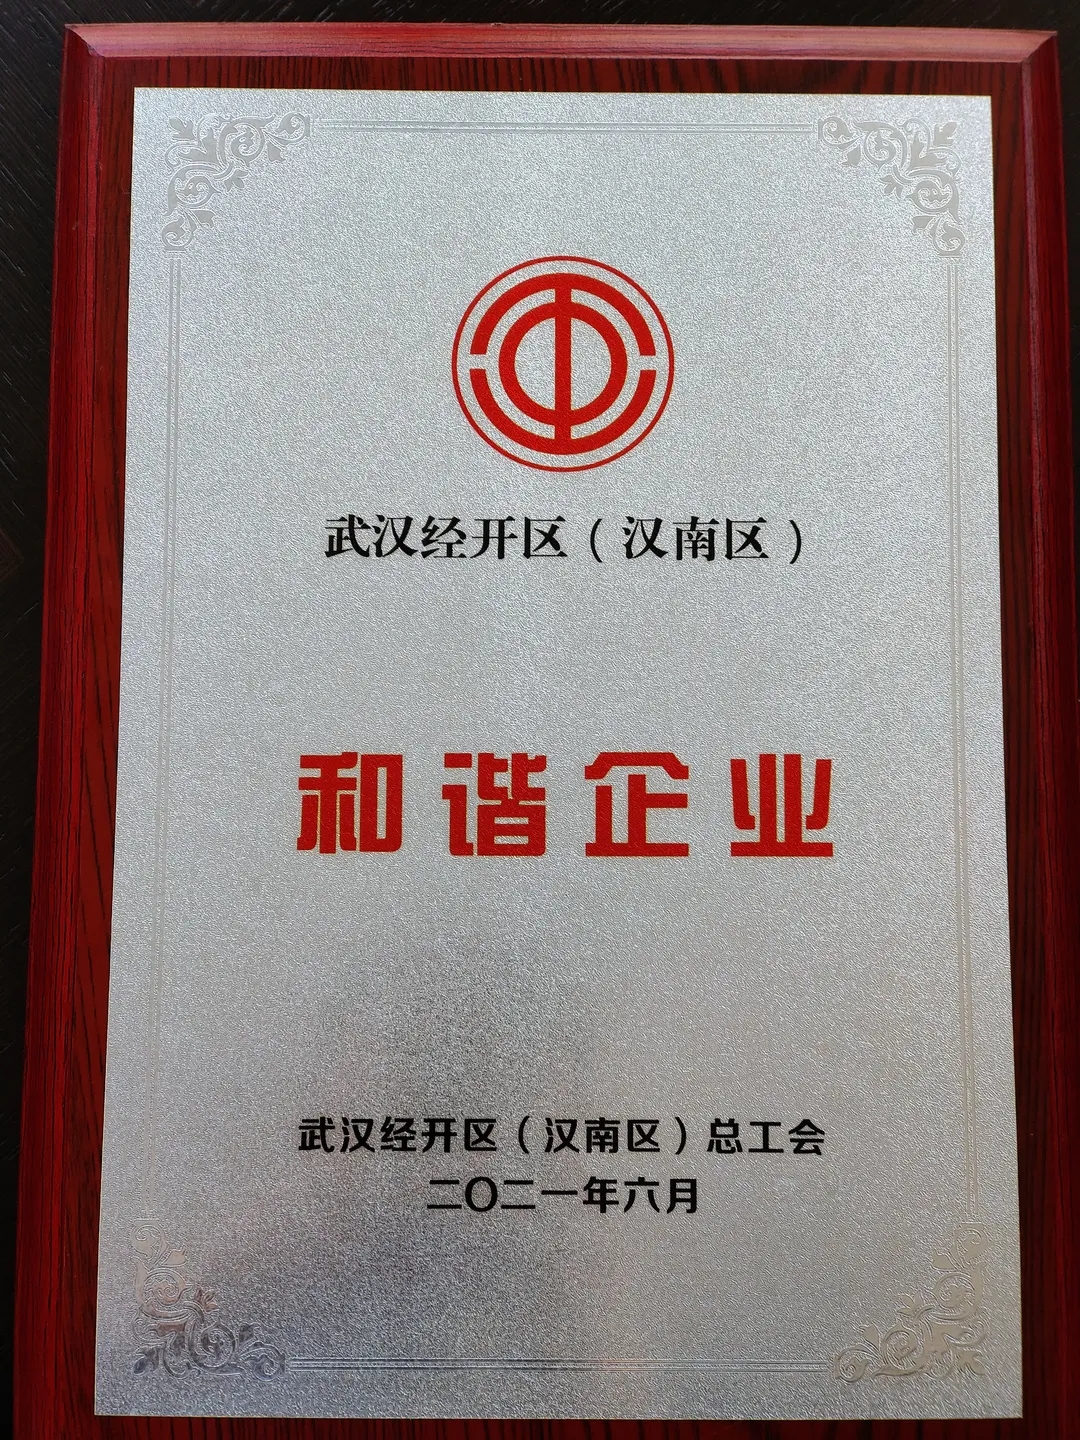 武汉经开区（汉南区）
和谐企业
武汉经开区（汉南区）总工会
二〇二一年六月